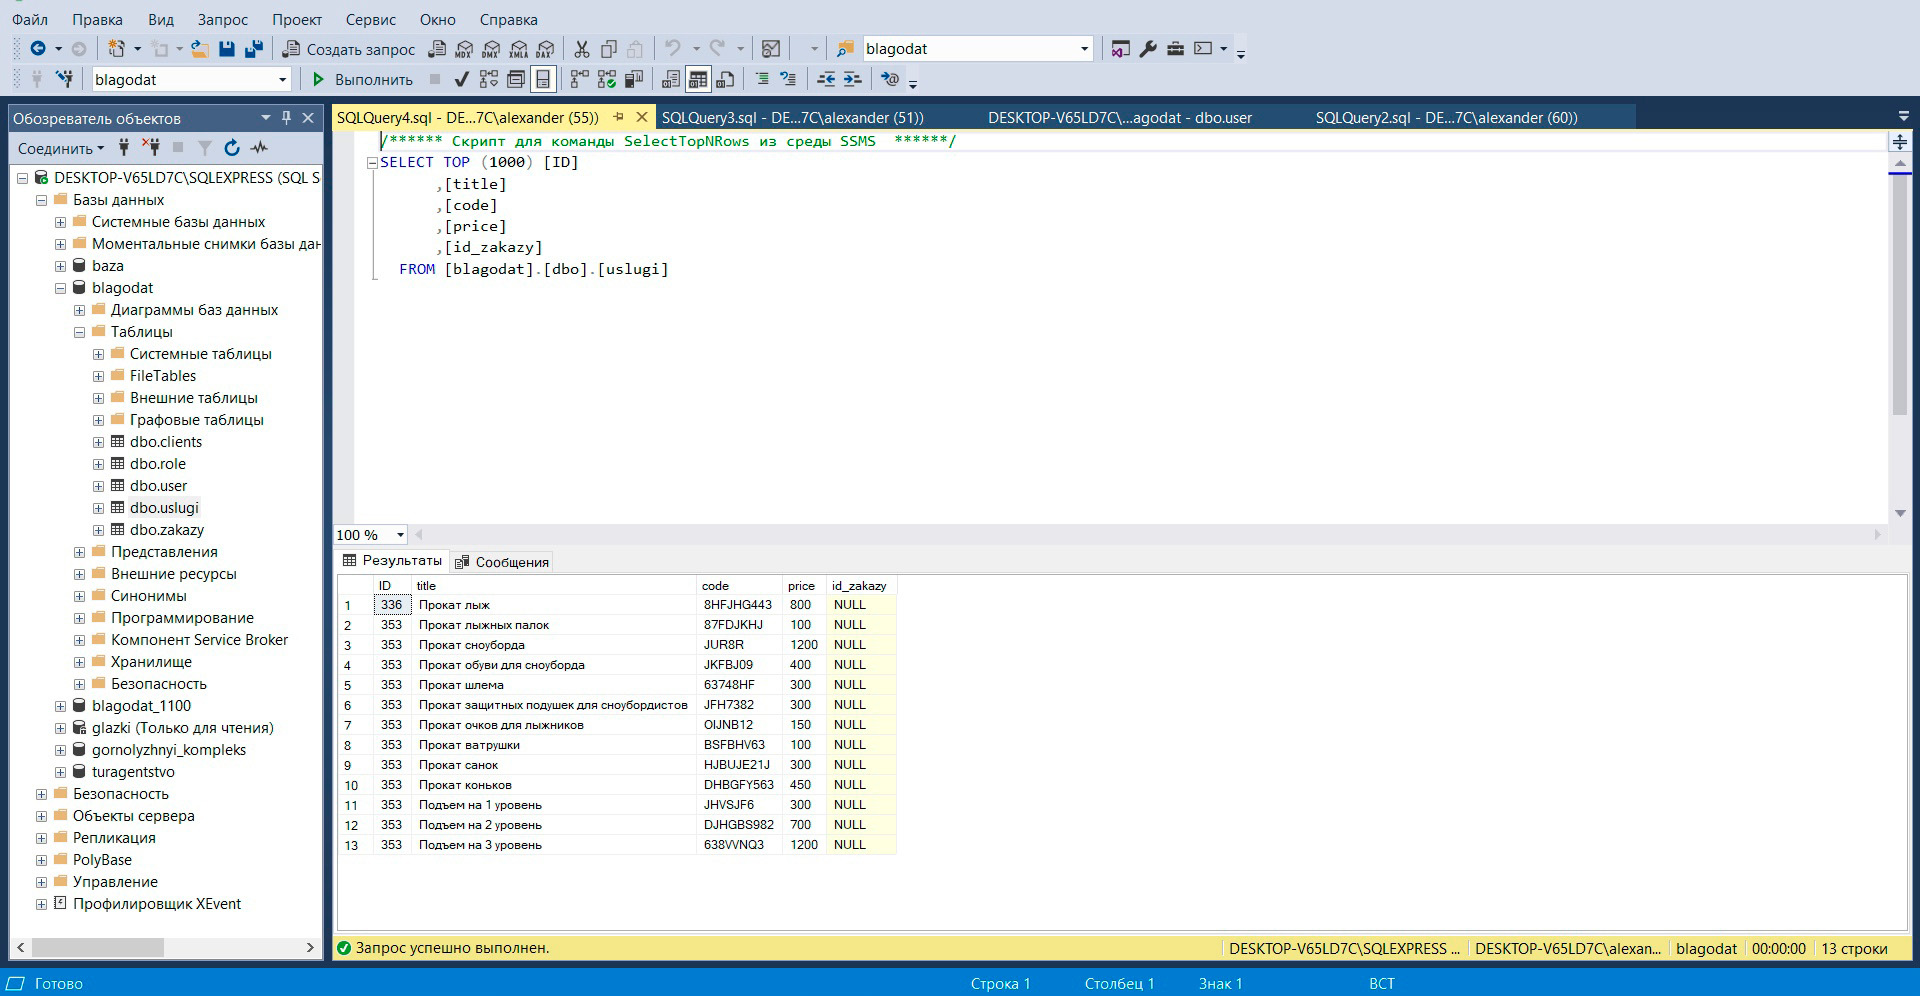 Файл Правка Вид Запрос Проект Сервис Окно Справка
Создать запрос MDX DMX XMLA DAX blagodat
blagodat Выполнить
Обозреватель объектов
Соединить
DESKTOP-V65LD7C\SQLEXPRESS (SQL S
Базы данных
Системные базы данных
Моментальные снимки базы дан
baza
blagodat
Диаграммы баз данных
Таблицы
Системные таблицы
FileTables
Внешние таблицы
Графовые таблицы
dbo.clients
dbo.role
dbo.user
dbo.uslugi
dbo.zakazy
Представления
Внешние ресурсы
Синонимы
Программирование
Компонент Service Broker
Хранилище
Безопасность
blagodat_1100
glazki (Только для чтения)
gornolyzhnyi_kompleks
turagentstvo
Безопасность
Объекты сервера
Репликация
PolyBase
Управление
Профилировщик XEvent
SQLQuery4.sql - DE...7C\alexander (55)) SQLQuery3.sql - DE...7C\alexander (51)) DESKTOP-V65LD7C\...agodat - dbo.user SQLQuery2.sql - DE...7C\alexander (60))
/****** Скрипт для команды SelectTopNRows из среды SSMS ******/
SELECT TOP (1000) [ID]
,[title]
,[code]
,[price]
,[id_zakazy]
FROM [blagodat].[dbo].[uslugi]
100 %
Результаты Сообщения
ID title code price id_zakazy
1 336 Прокат лыж 8HFJHG443 800 NULL
2 353 Прокат лыжных палок 87FDJKHJ 100 NULL
3 353 Прокат сноуборда JUR8R 1200 NULL
4 353 Прокат обуви для сноуборда JKFBJ09 400 NULL
5 353 Прокат шлема 63748HF 300 NULL
6 353 Прокат защитных подушек для сноубордистов JFH7382 300 NULL
7 353 Прокат очков для лыжников OIJNB12 150 NULL
8 353 Прокат ватрушки BSFBHV63 100 NULL
9 353 Прокат санок HJBUJE21J 300 NULL
10 353 Прокат коньков DHBGFY563 450 NULL
11 353 Подъем на 1 уровень JHVSJF6 300 NULL
12 353 Подъем на 2 уровень DJHGBS982 700 NULL
13 353 Подъем на 3 уровень 638VVNQ3 1200 NULL
Запрос успешно выполнен. DESKTOP-V65LD7C\SQLEXPRESS ... DESKTOP-V65LD7C\alexan... blagodat 00:00:00 13 строки
Готово Строка 1 Столбец 1 Знак 1 ВСТ